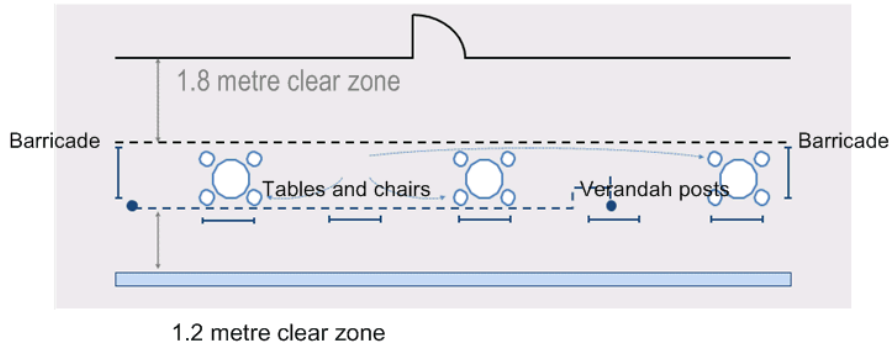 1.8 metre clear zone
Barricade
Barricade
Tables and chairs
Verandah posts
1.2 metre clear zone